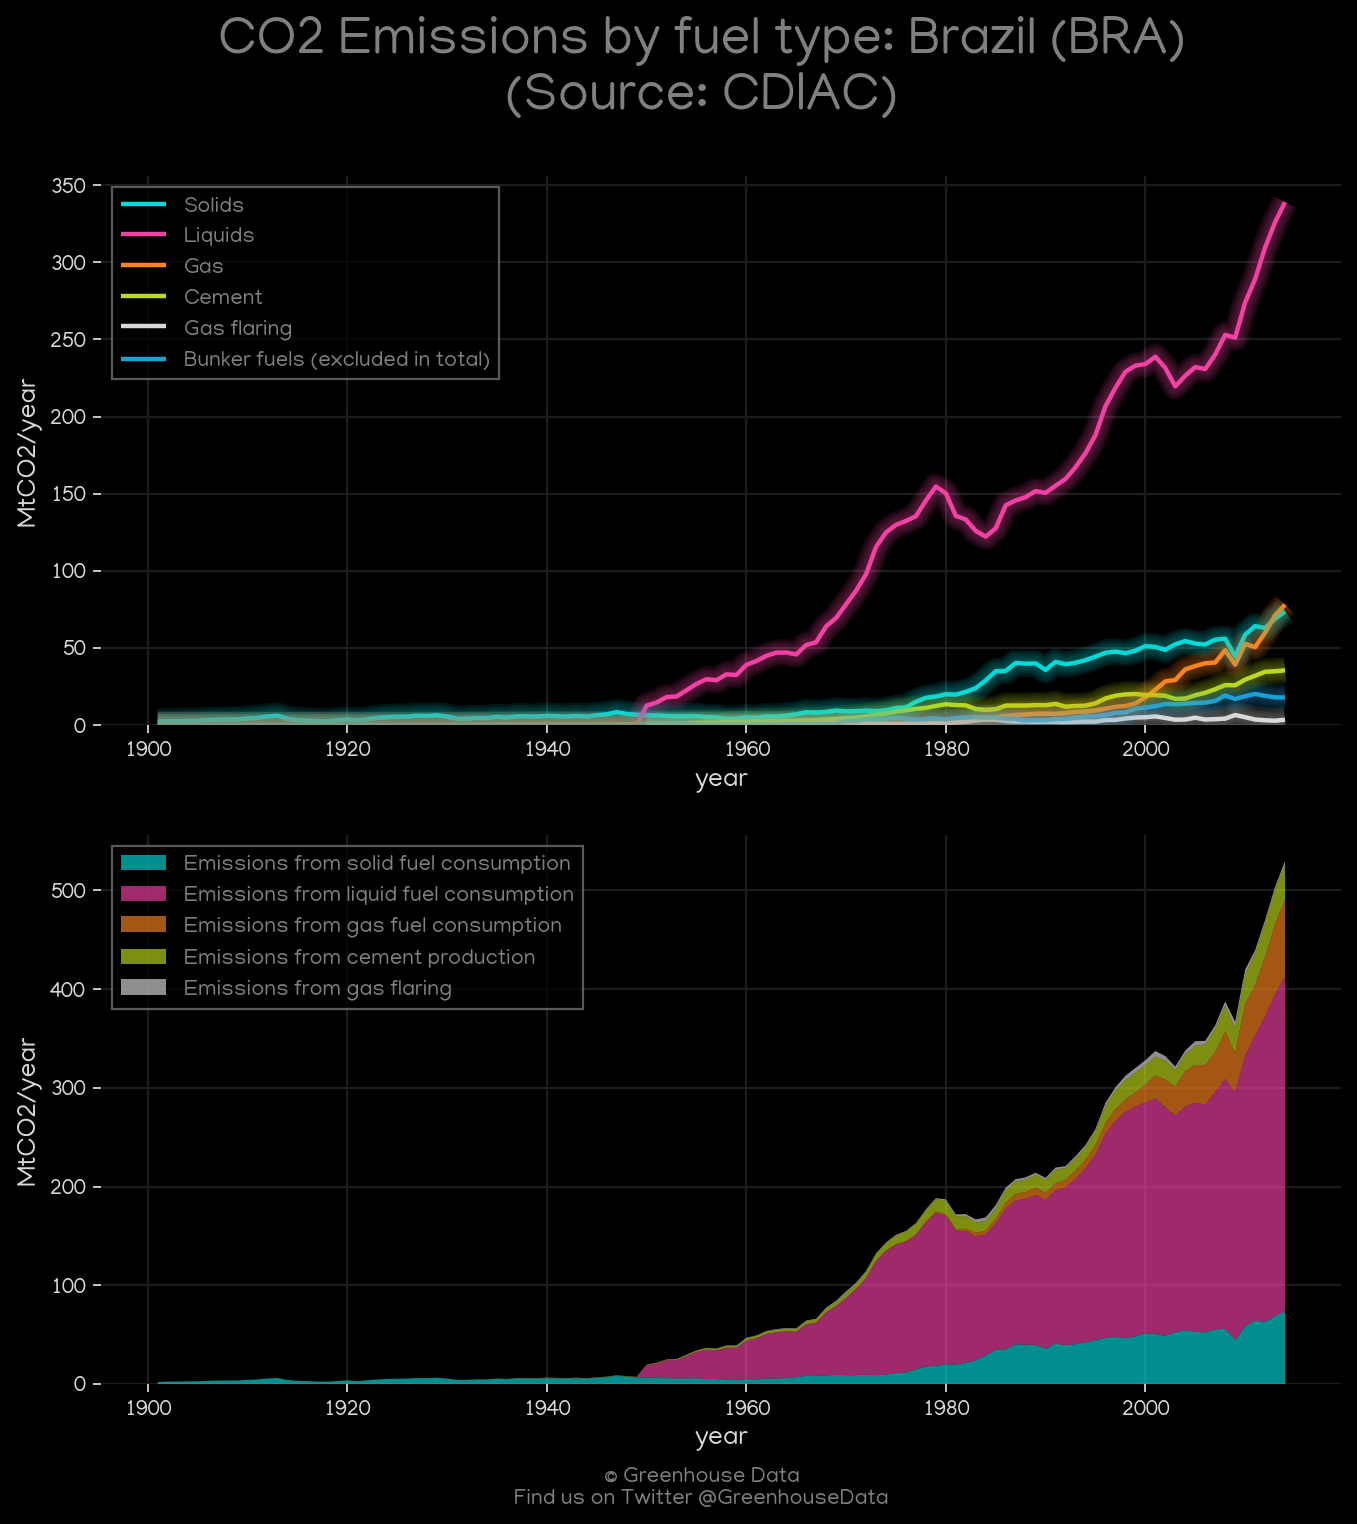 CO2 Emissions by fuel type: Brazil (BRA)
(Source: CDIAC)
350
300
250
200
150
100
50
0
MtCO2/year
Solids
Liquids
Gas
Cement
Gas flaring
Bunker fuels (excluded in total)
1900 1920 1940 1960 1980 2000
year
500
400
300
200
100
0
MtCO2/year
Emissions from solid fuel consumption
Emissions from liquid fuel consumption
Emissions from gas fuel consumption
Emissions from cement production
Emissions from gas flaring
1900 1920 1940 1960 1980 2000
year
© Greenhouse Data
Find us on Twitter @GreenhouseData